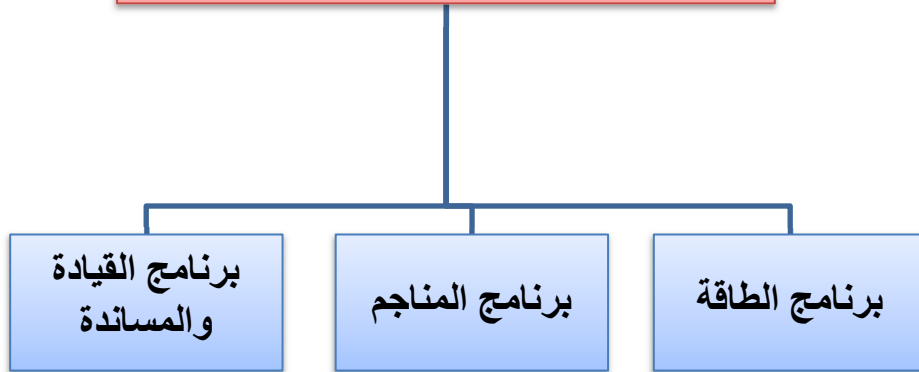 برنامج الطاقة
برنامج المناجم
برنامج القيادة
والمساندة